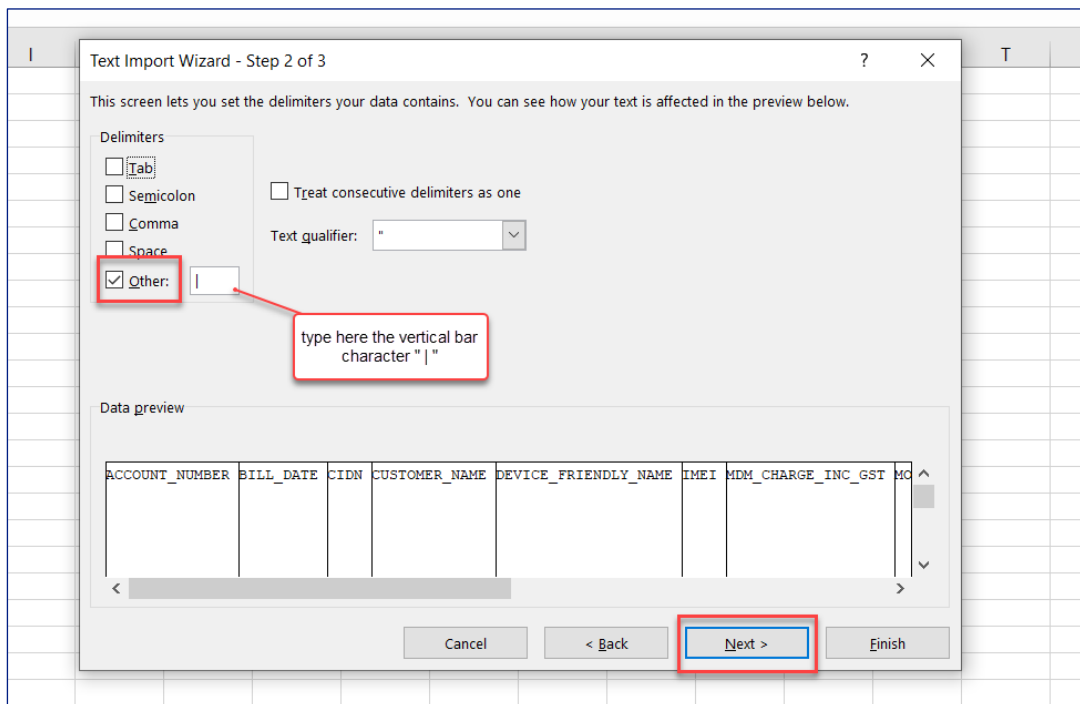 I
T
Text Import Wizard - Step 2 of 3
?
This screen lets you set the delimiters your data contains. You can see how your text is affected in the preview below.
Delimiters
Tab
Semicolon
Comma
Space
Other: |
Treat consecutive delimiters as one
Text qualifier: "
type here the vertical bar
character " | "
Data preview
ACCOUNT_NUMBER BILL_DATE CIDN CUSTOMER_NAME DEVICE_FRIENDLY_NAME IMEI MDM_CHARGE_INC_GST MO
Cancel
< Back
Next >
Finish